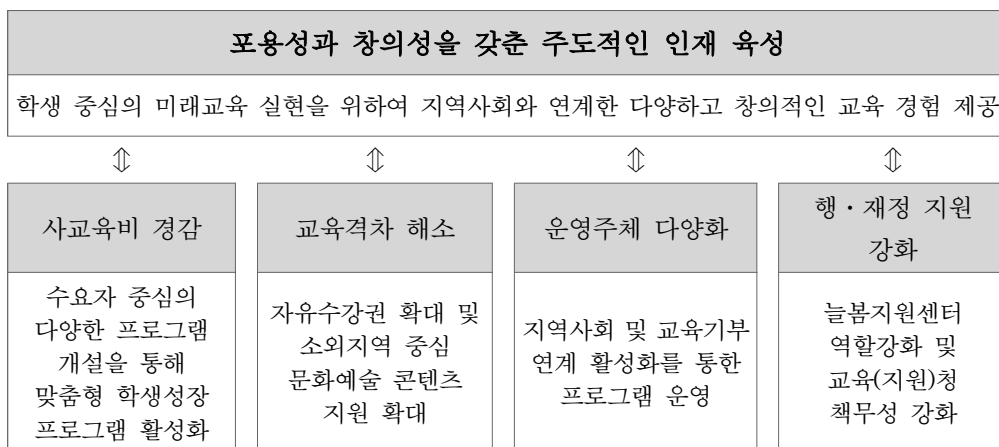 포용성과 창의성을 갖춘 주도적인 인재 육성
학생 중심의 미래교육 실현을 위하여 지역사회와 연계한 다양하고 창의적인 교육 경험 제공
⇕ ⇕ ⇕ ⇕
사교육비 경감
수요자 중심의
다양한 프로그램
개설을 통해
맞춤형 학생성장
프로그램 활성화
교육격차 해소
자유수강권 확대 및
소외지역 중심
문화예술 콘텐츠
지원 확대
운영주체 다양화
지역사회 및 교육기부
연계 활성화를 통한
프로그램 운영
행·재정 지원
강화
늘봄지원센터
역할강화 및
교육(지원)청
책무성 강화